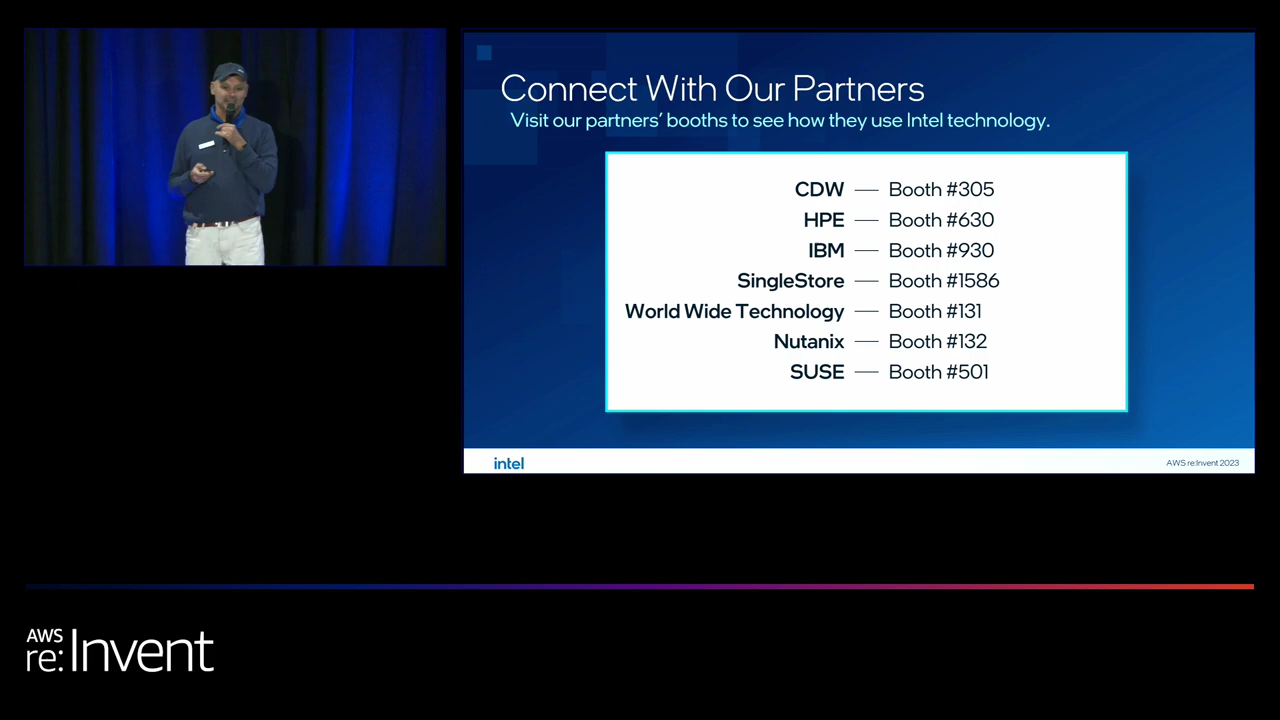 Connect With Our Partners
Visit our partners' booths to see how they use Intel technology.
CDW — Booth #305
HPE — Booth #630
IBM — Booth #930
SingleStore — Booth #1586
World Wide Technology — Booth #131
Nutanix — Booth #132
SUSE — Booth #501
intel
AWS re:Invent 2023
AWS
re:Invent